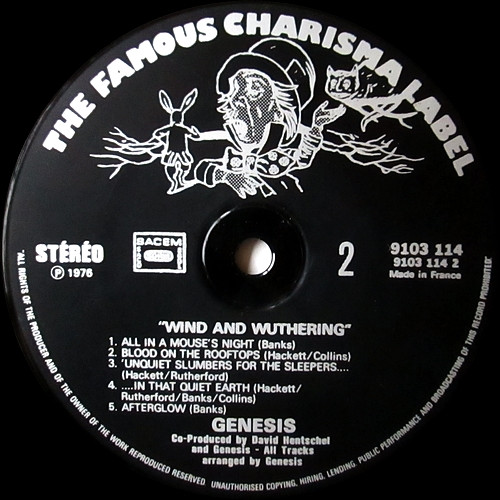 THE FAMOUS CHARISMA LABEL
STÉRÉO
℗ 1976
SACEM
2
9103 114
9103 114 2
Made in France
"WIND AND WUTHERING"
1. ALL IN A MOUSE'S NIGHT (Banks)
2. BLOOD ON THE ROOFTOPS (Hackett/Collins)
3. 'UNQUIET SLUMBERS FOR THE SLEEPERS....
(Hackett/Rutherford)
4. ....IN THAT QUIET EARTH (Hackett/
Rutherford/Banks/Collins)
5. AFTERGLOW (Banks)
GENESIS
Co-Produced by David Hentschel
and Genesis - All Tracks
arranged by Genesis
"ALL RIGHTS OF THE PRODUCER AND OF THE OWNER OF THE WORK REPRODUCED RESERVED. UNAUTHORISED COPYING, HIRING, LENDING, PUBLIC PERFORMANCE AND BROADCASTING OF THIS RECORD PROHIBITED"